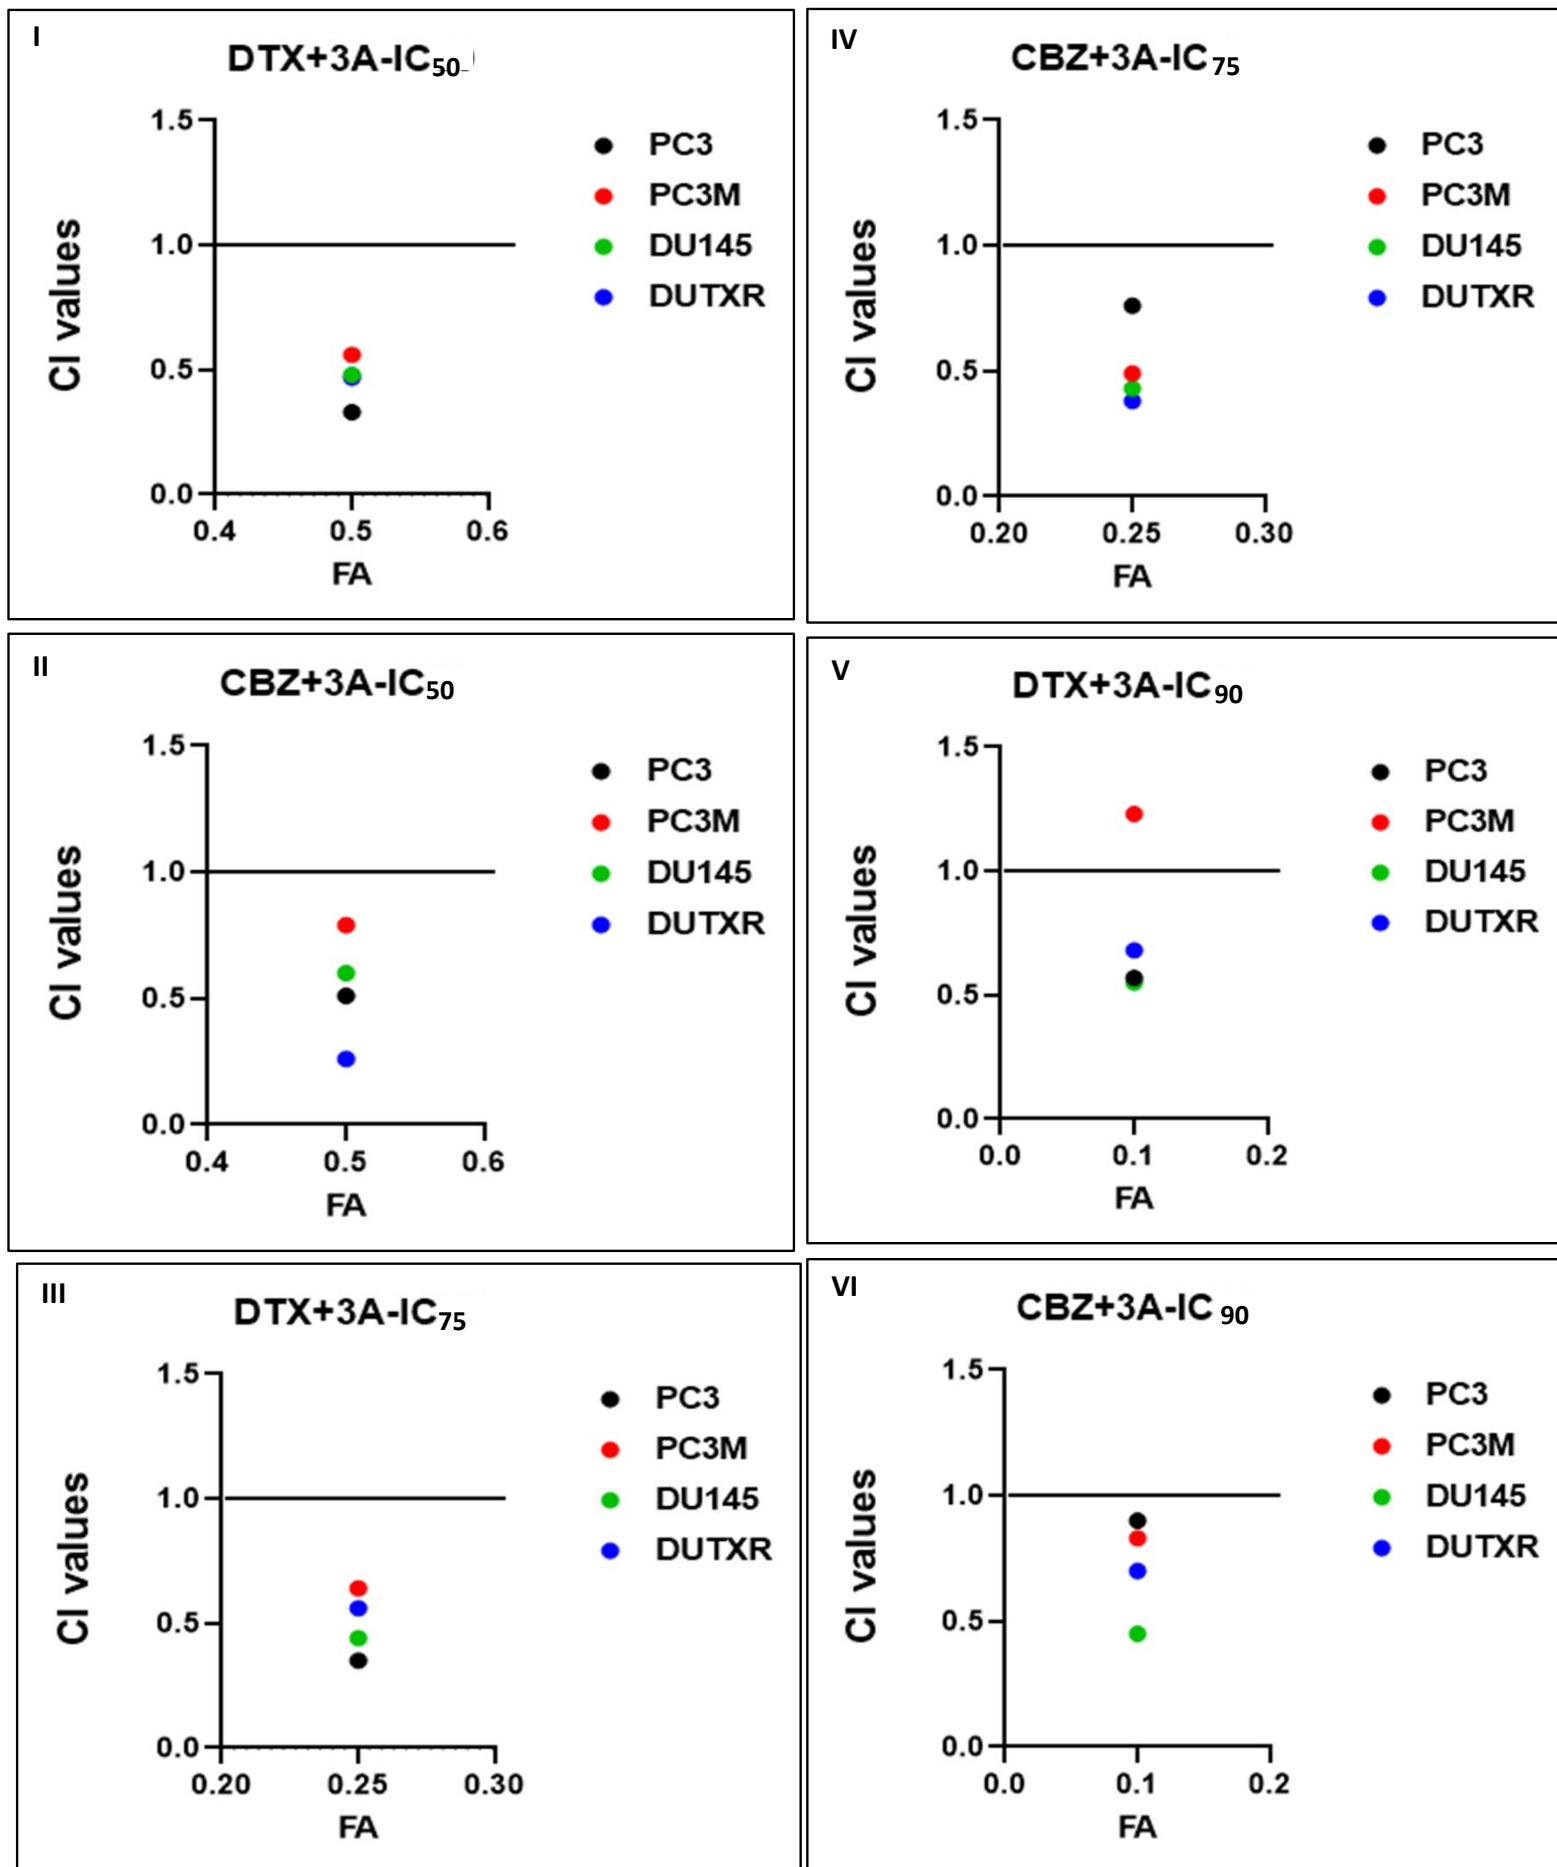 I
DTX+3A-IC50
1.5
1.0
0.5
0.0
CI values
0.4 0.5 0.6
FA
PC3
PC3M
DU145
DUTXR
IV
CBZ+3A-IC75
1.5
1.0
0.5
0.0
CI values
0.20 0.25 0.30
FA
PC3
PC3M
DU145
DUTXR
II
CBZ+3A-IC50
1.5
1.0
0.5
0.0
CI values
0.4 0.5 0.6
FA
PC3
PC3M
DU145
DUTXR
V
DTX+3A-IC90
1.5
1.0
0.5
0.0
CI values
0.0 0.1 0.2
FA
PC3
PC3M
DU145
DUTXR
III
DTX+3A-IC75
1.5
1.0
0.5
0.0
CI values
0.20 0.25 0.30
FA
PC3
PC3M
DU145
DUTXR
VI
CBZ+3A-IC 90
1.5
1.0
0.5
0.0
CI values
0.0 0.1 0.2
FA
PC3
PC3M
DU145
DUTXR